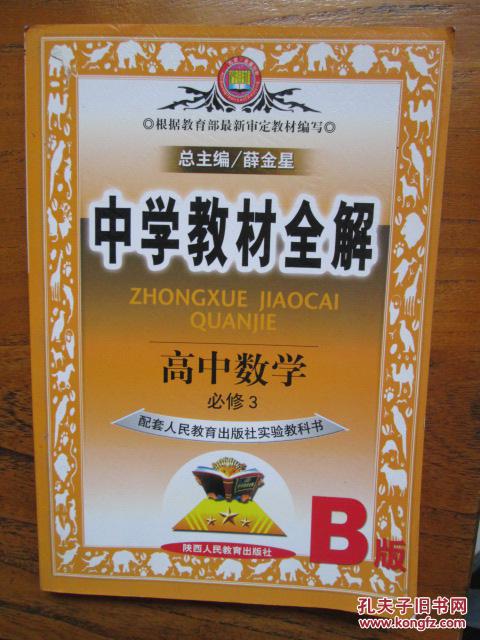 ◎根据教育部最新审定教材编写◎
总主编/薛金星
中学教材全解
ZHONGXUE JIAOCAI
QUANJIE
高中数学
必修3
配套人民教育出版社实验教科书
B版
陕西人民教育出版社
孔夫子旧书网
www.kongfz.com